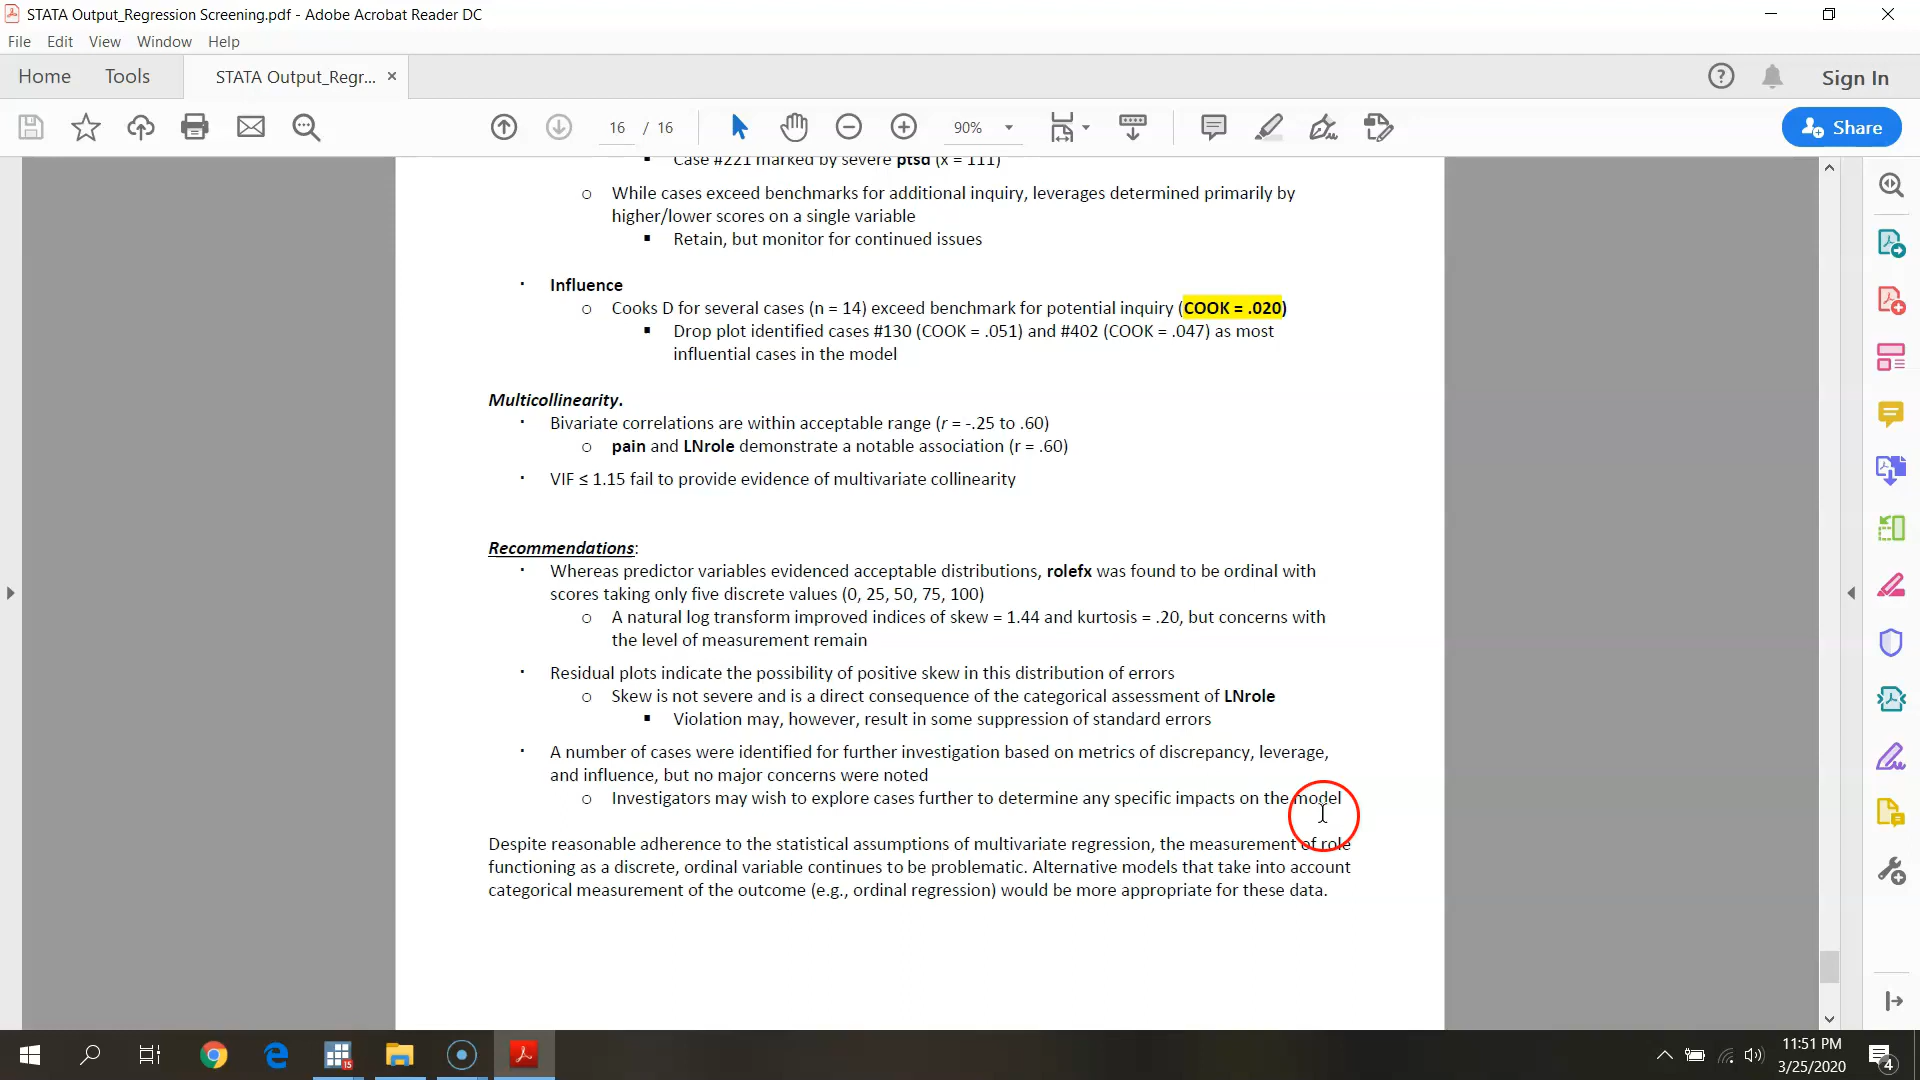 STATA Output_Regression Screening.pdf - Adobe Acrobat Reader DC
File Edit View Window Help
Home Tools STATA Output_Regr... × Sign In
16 / 16 90% Share
▪ Case #221 marked by severe ptsd (x = 111)
o While cases exceed benchmarks for additional inquiry, leverages determined primarily by
higher/lower scores on a single variable
▪ Retain, but monitor for continued issues
· Influence
o Cooks D for several cases (n = 14) exceed benchmark for potential inquiry (COOK = .020)
▪ Drop plot identified cases #130 (COOK = .051) and #402 (COOK = .047) as most
influential cases in the model
Multicollinearity.
· Bivariate correlations are within acceptable range (r = -.25 to .60)
o pain and LNrole demonstrate a notable association (r = .60)
· VIF ≤ 1.15 fail to provide evidence of multivariate collinearity
Recommendations:
· Whereas predictor variables evidenced acceptable distributions, rolefx was found to be ordinal with
scores taking only five discrete values (0, 25, 50, 75, 100)
o A natural log transform improved indices of skew = 1.44 and kurtosis = .20, but concerns with
the level of measurement remain
· Residual plots indicate the possibility of positive skew in this distribution of errors
o Skew is not severe and is a direct consequence of the categorical assessment of LNrole
▪ Violation may, however, result in some suppression of standard errors
· A number of cases were identified for further investigation based on metrics of discrepancy, leverage,
and influence, but no major concerns were noted
o Investigators may wish to explore cases further to determine any specific impacts on the model
Despite reasonable adherence to the statistical assumptions of multivariate regression, the measurement of role
functioning as a discrete, ordinal variable continues to be problematic. Alternative models that take into account
categorical measurement of the outcome (e.g., ordinal regression) would be more appropriate for these data.
15
11:51 PM
3/25/2020
4